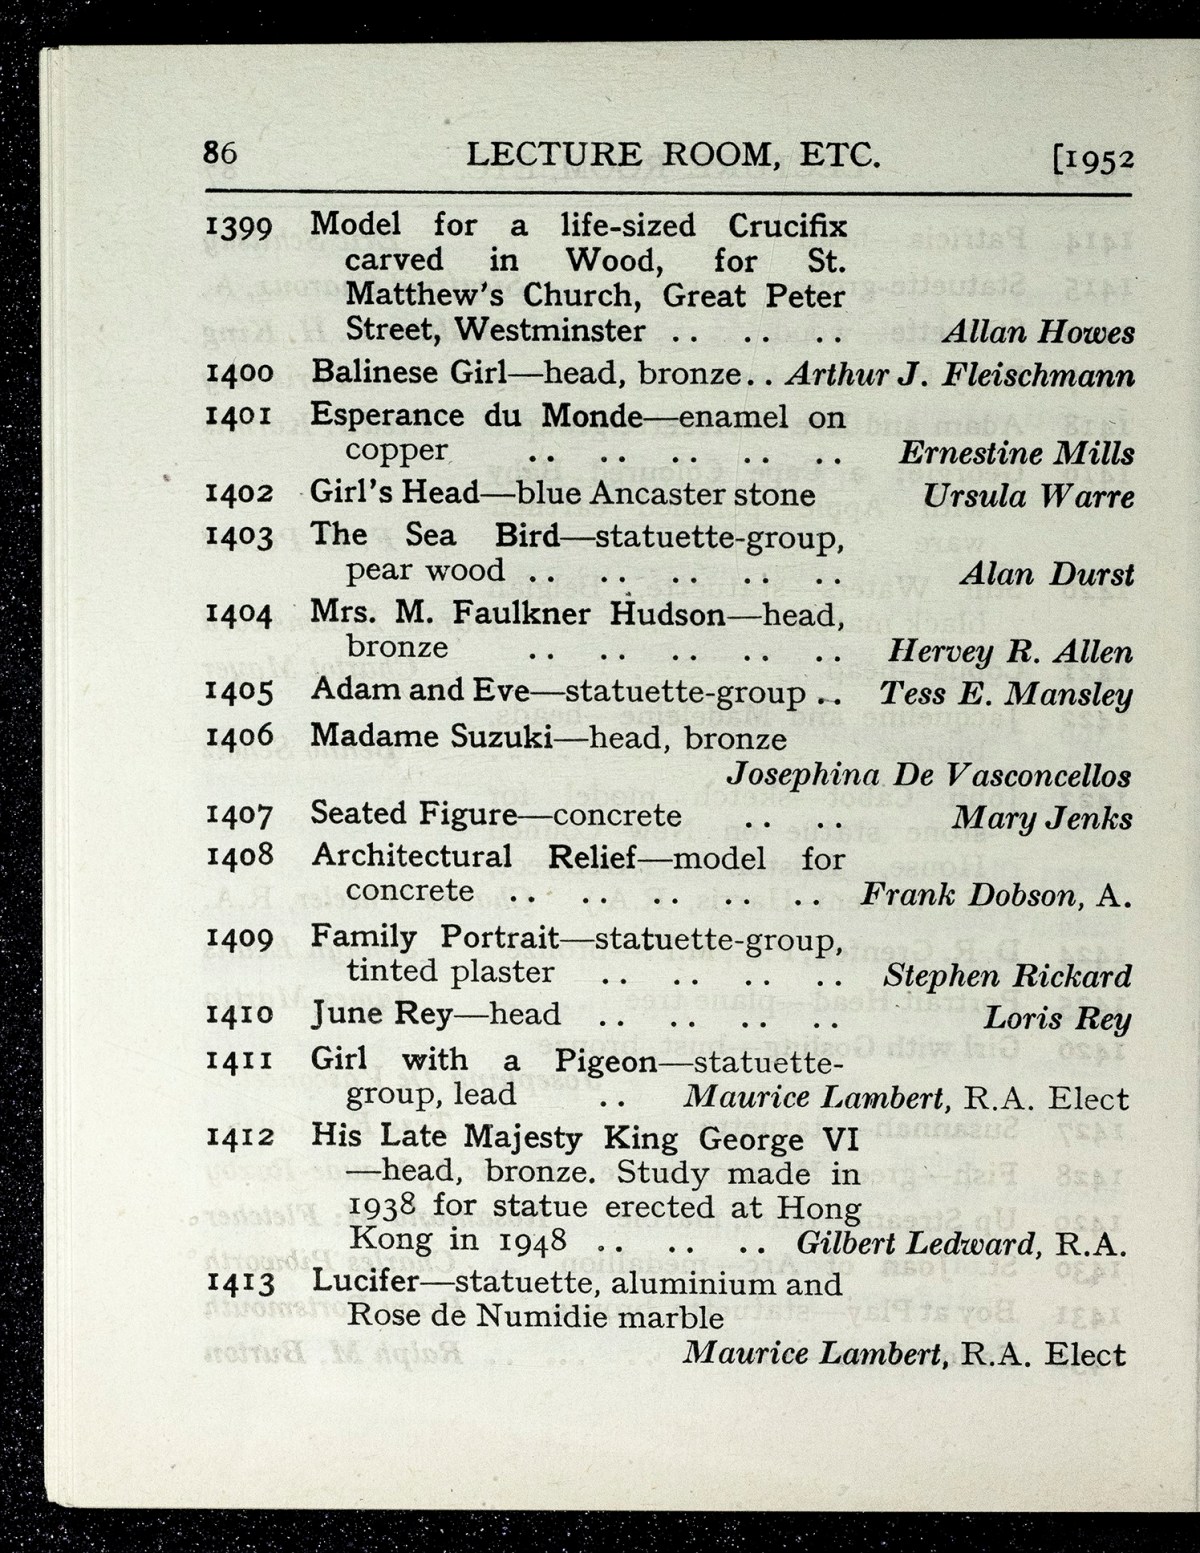 86 LECTURE ROOM, ETC. [1952
1399 Model for a life-sized Crucifix
carved in Wood, for St.
Matthew's Church, Great Peter
Street, Westminster .. .. .. Allan Howes
1400 Balinese Girl—head, bronze.. Arthur J. Fleischmann
1401 Esperance du Monde—enamel on
copper .. .. .. .. .. Ernestine Mills
1402 Girl's Head—blue Ancaster stone Ursula Warre
1403 The Sea Bird—statuette-group,
pear wood .. .. .. .. .. Alan Durst
1404 Mrs. M. Faulkner Hudson—head,
bronze .. .. .. .. .. Hervey R. Allen
1405 Adam and Eve—statuette-group .. Tess E. Mansley
1406 Madame Suzuki—head, bronze
Josephina De Vasconcellos
1407 Seated Figure—concrete .. .. Mary Jenks
1408 Architectural Relief—model for
concrete .. .. .. .. .. Frank Dobson, A.
1409 Family Portrait—statuette-group,
tinted plaster .. .. .. .. Stephen Rickard
1410 June Rey—head .. .. .. .. Loris Rey
1411 Girl with a Pigeon—statuette-
group, lead .. Maurice Lambert, R.A. Elect
1412 His Late Majesty King George VI
—head, bronze. Study made in
1938 for statue erected at Hong
Kong in 1948 .. .. .. Gilbert Ledward, R.A.
1413 Lucifer—statuette, aluminium and
Rose de Numidie marble
Maurice Lambert, R.A. Elect